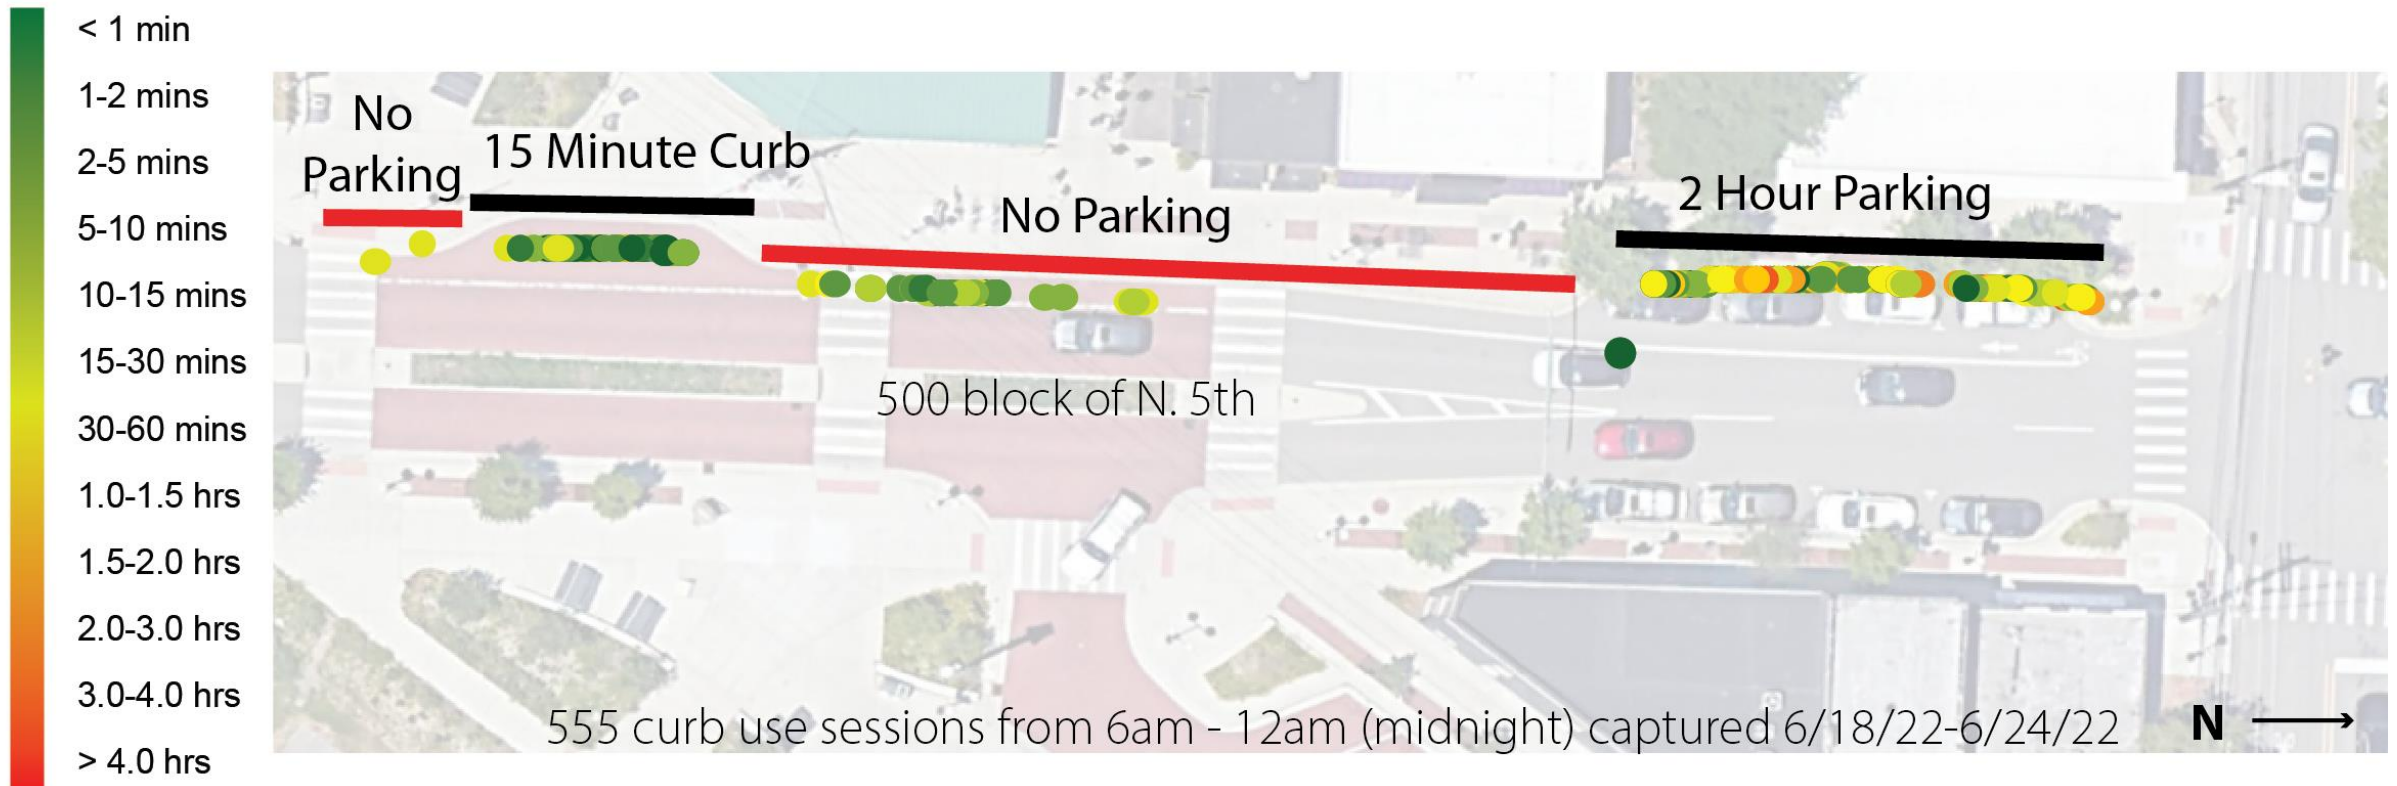 < 1 min
1-2 mins
2-5 mins
5-10 mins
10-15 mins
15-30 mins
30-60 mins
1.0-1.5 hrs
1.5-2.0 hrs
2.0-3.0 hrs
3.0-4.0 hrs
> 4.0 hrs
No
Parking
15 Minute Curb
No Parking
2 Hour Parking
500 block of N. 5th
555 curb use sessions from 6am - 12am (midnight) captured 6/18/22-6/24/22
N